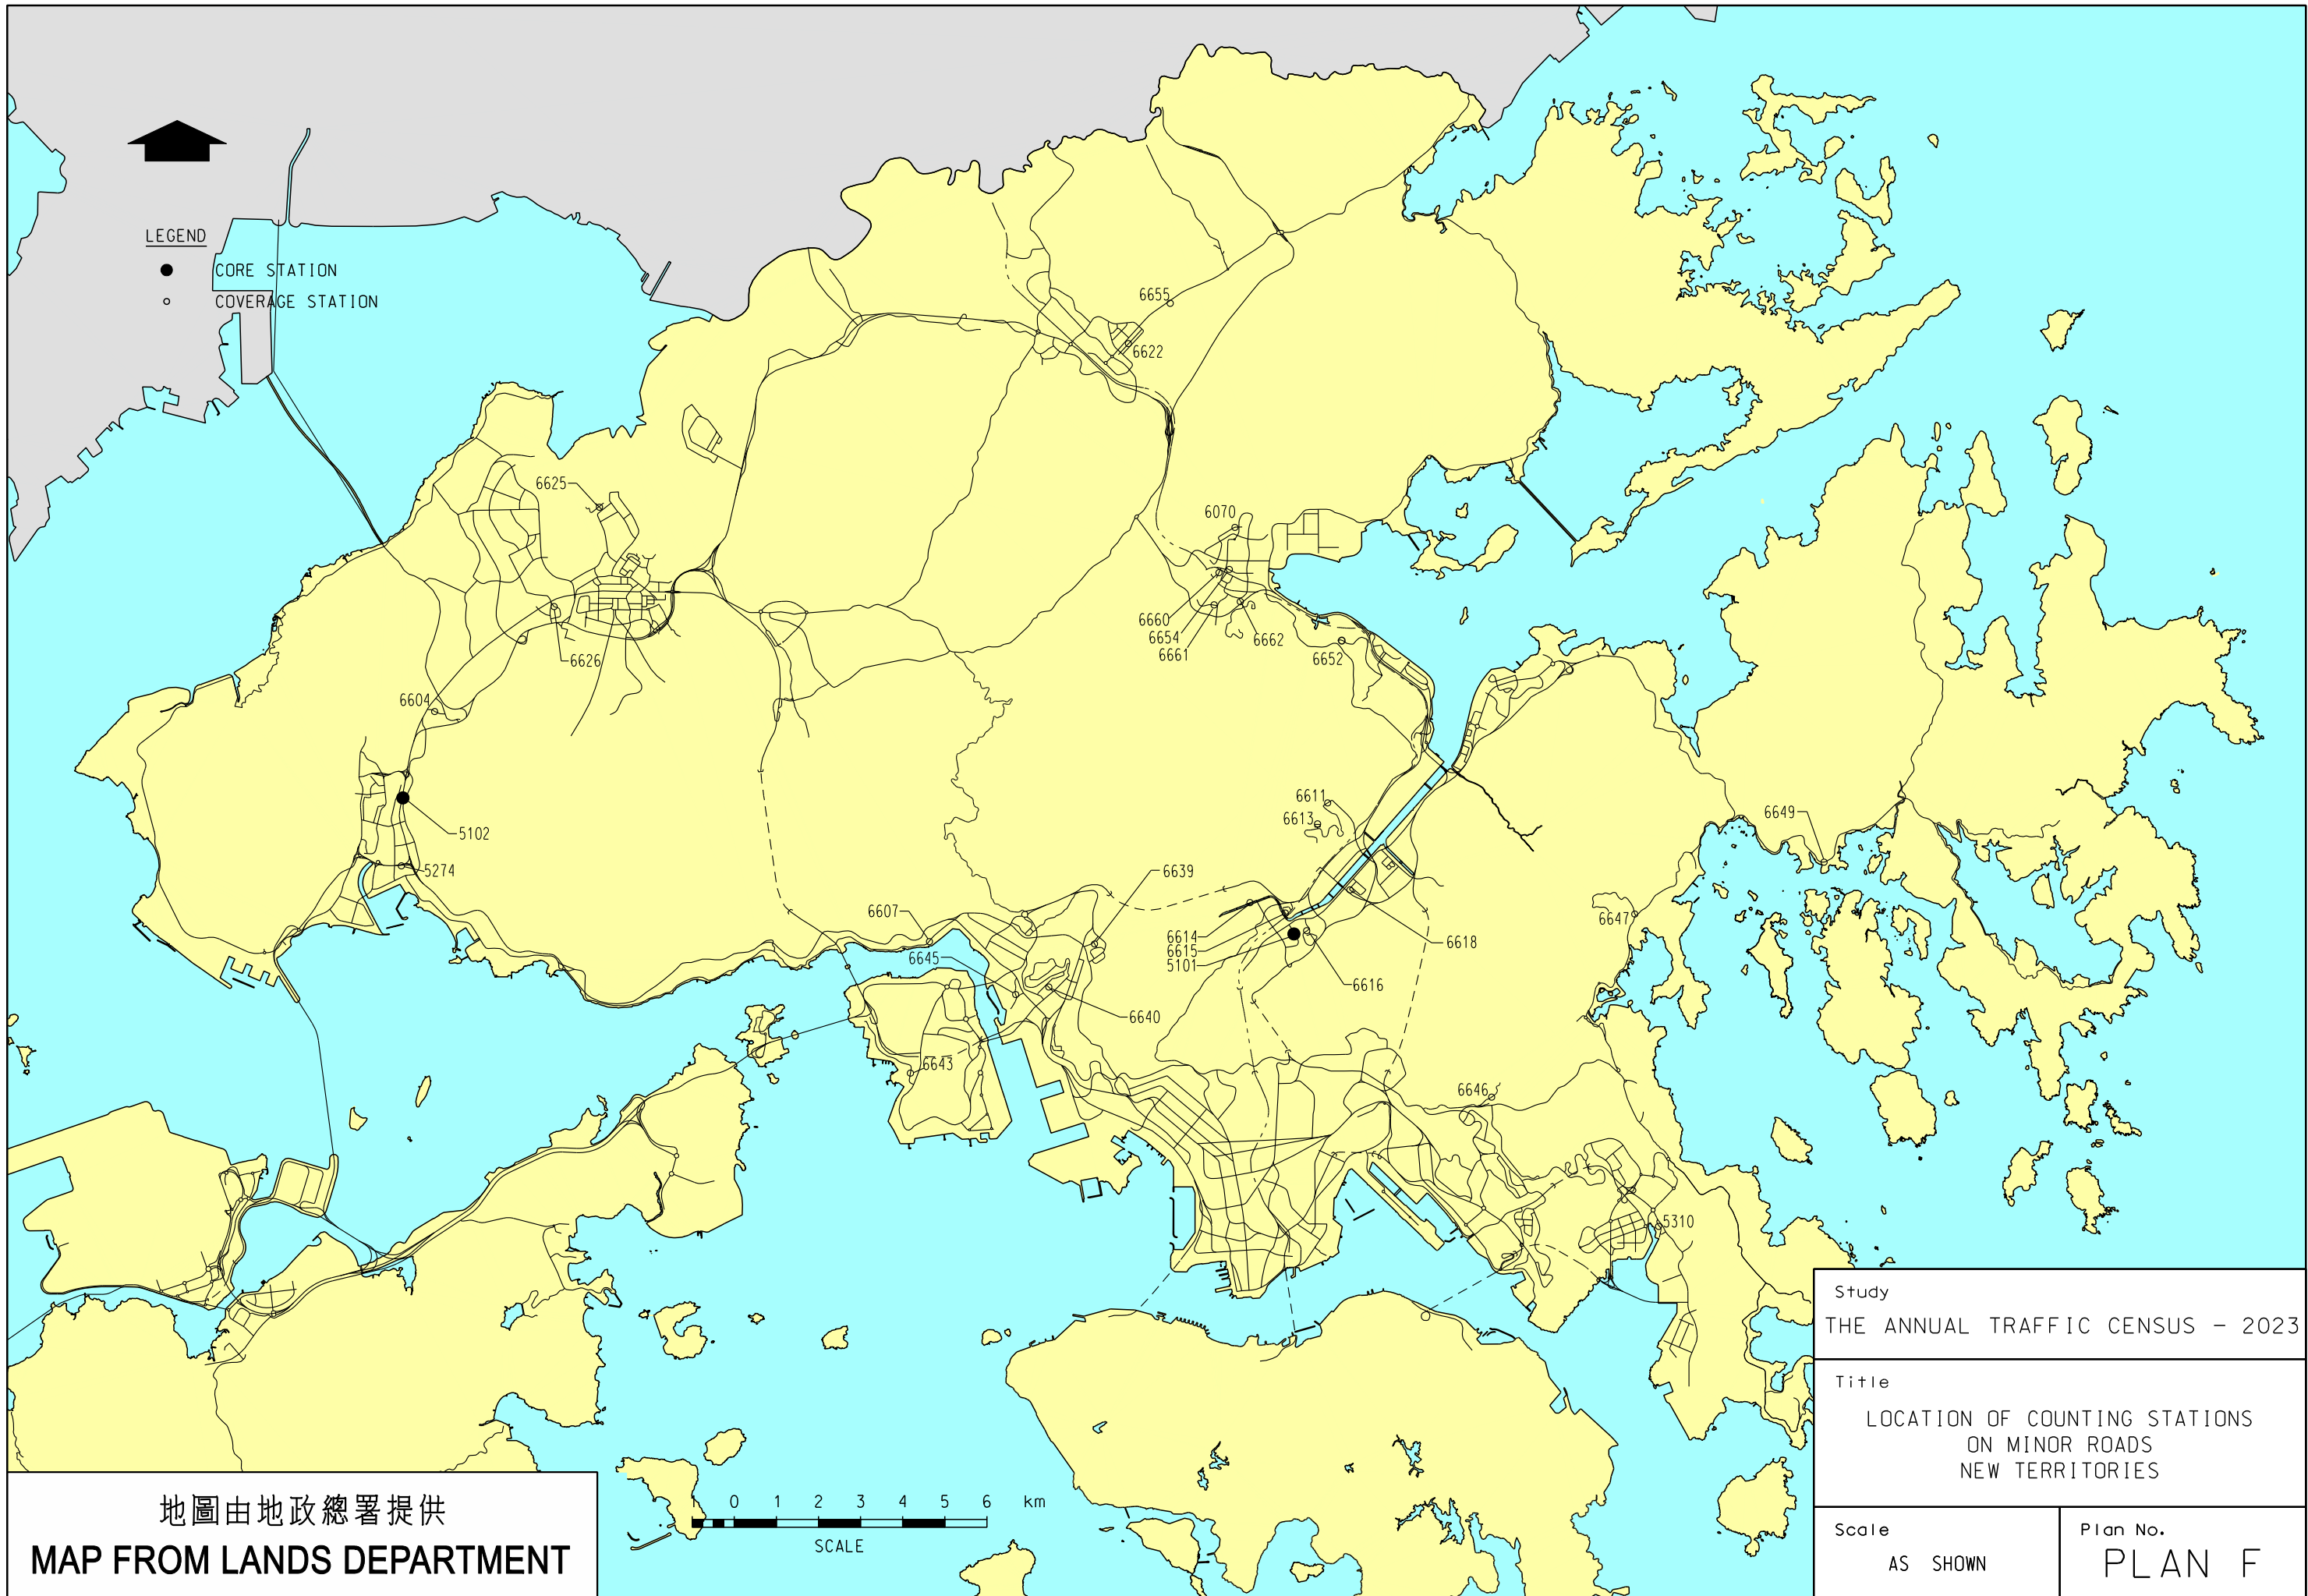 LEGEND
CORE STATION
COVERAGE STATION
6655
6622
6625
6070
6660
6654
6661
6662
6652
6626
6604
6611
6613
6649
5102
5274
6639
6607
6647
6614
6615
5101
6618
6645
6616
6640
6643
6646
5310
Study
THE ANNUAL TRAFFIC CENSUS - 2023
Title
LOCATION OF COUNTING STATIONS
ON MINOR ROADS
NEW TERRITORIES
Scale
AS SHOWN
Plan No.
PLAN F
地圖由地政總署提供
MAP FROM LANDS DEPARTMENT
1 0 1 2 3 4 5 6 km
SCALE